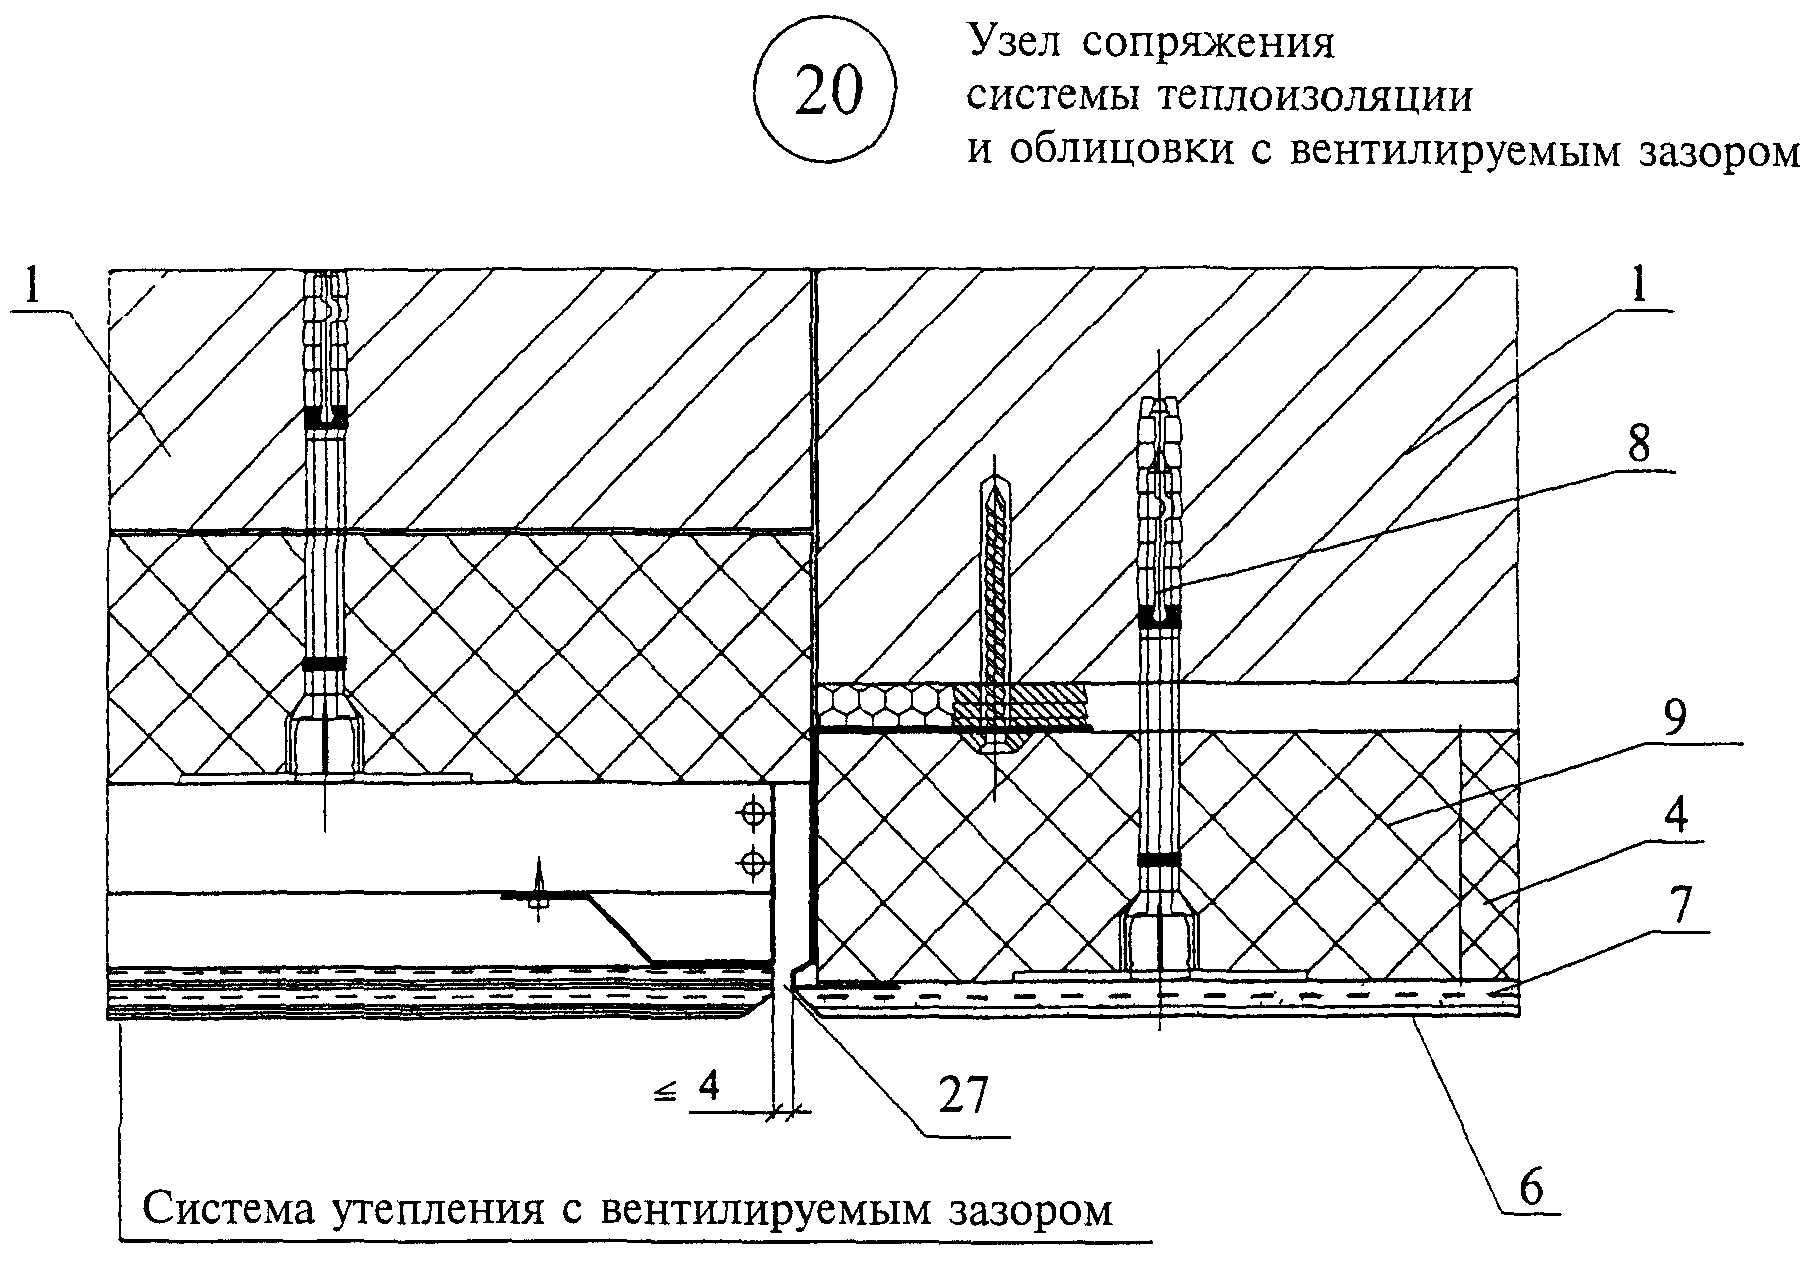 20
Узел сопряжения
системы теплоизоляции
и облицовки с вентилируемым зазором
1
1
8
9
4
7
≤ 4
27
6
Система утепления с вентилируемым зазором